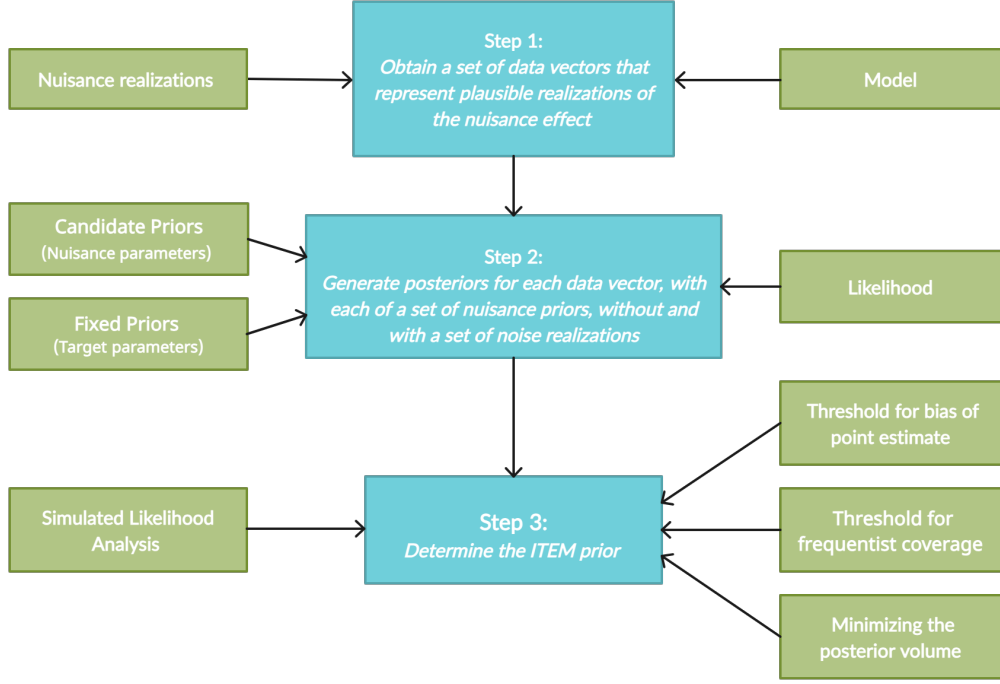 Step 1:
Obtain a set of data vectors that
represent plausible realizations of
the nuisance effect
Nuisance realizations
Model
Candidate Priors
(Nuisance parameters)
Fixed Priors
(Target parameters)
Step 2:
Generate posteriors for each data vector, with
each of a set of nuisance priors, without and
with a set of noise realizations
Likelihood
Threshold for bias of
point estimate
Simulated Likelihood
Analysis
Step 3:
Determine the ITEM prior
Threshold for
frequentist coverage
Minimizing the
posterior volume